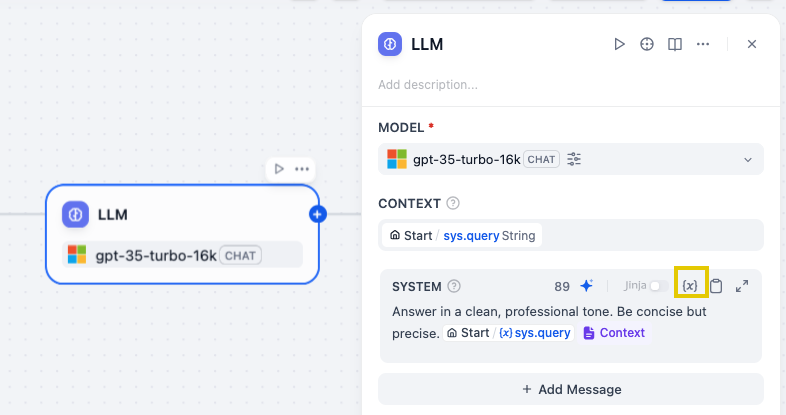 LLM
gpt-35-turbo-16k CHAT
LLM
Add description...
MODEL *
gpt-35-turbo-16k CHAT
CONTEXT
Start / sys.query String
SYSTEM 89 Jinja {x}
Answer in a clean, professional tone. Be concise but
precise. Start / {x} sys.query Context
+ Add Message